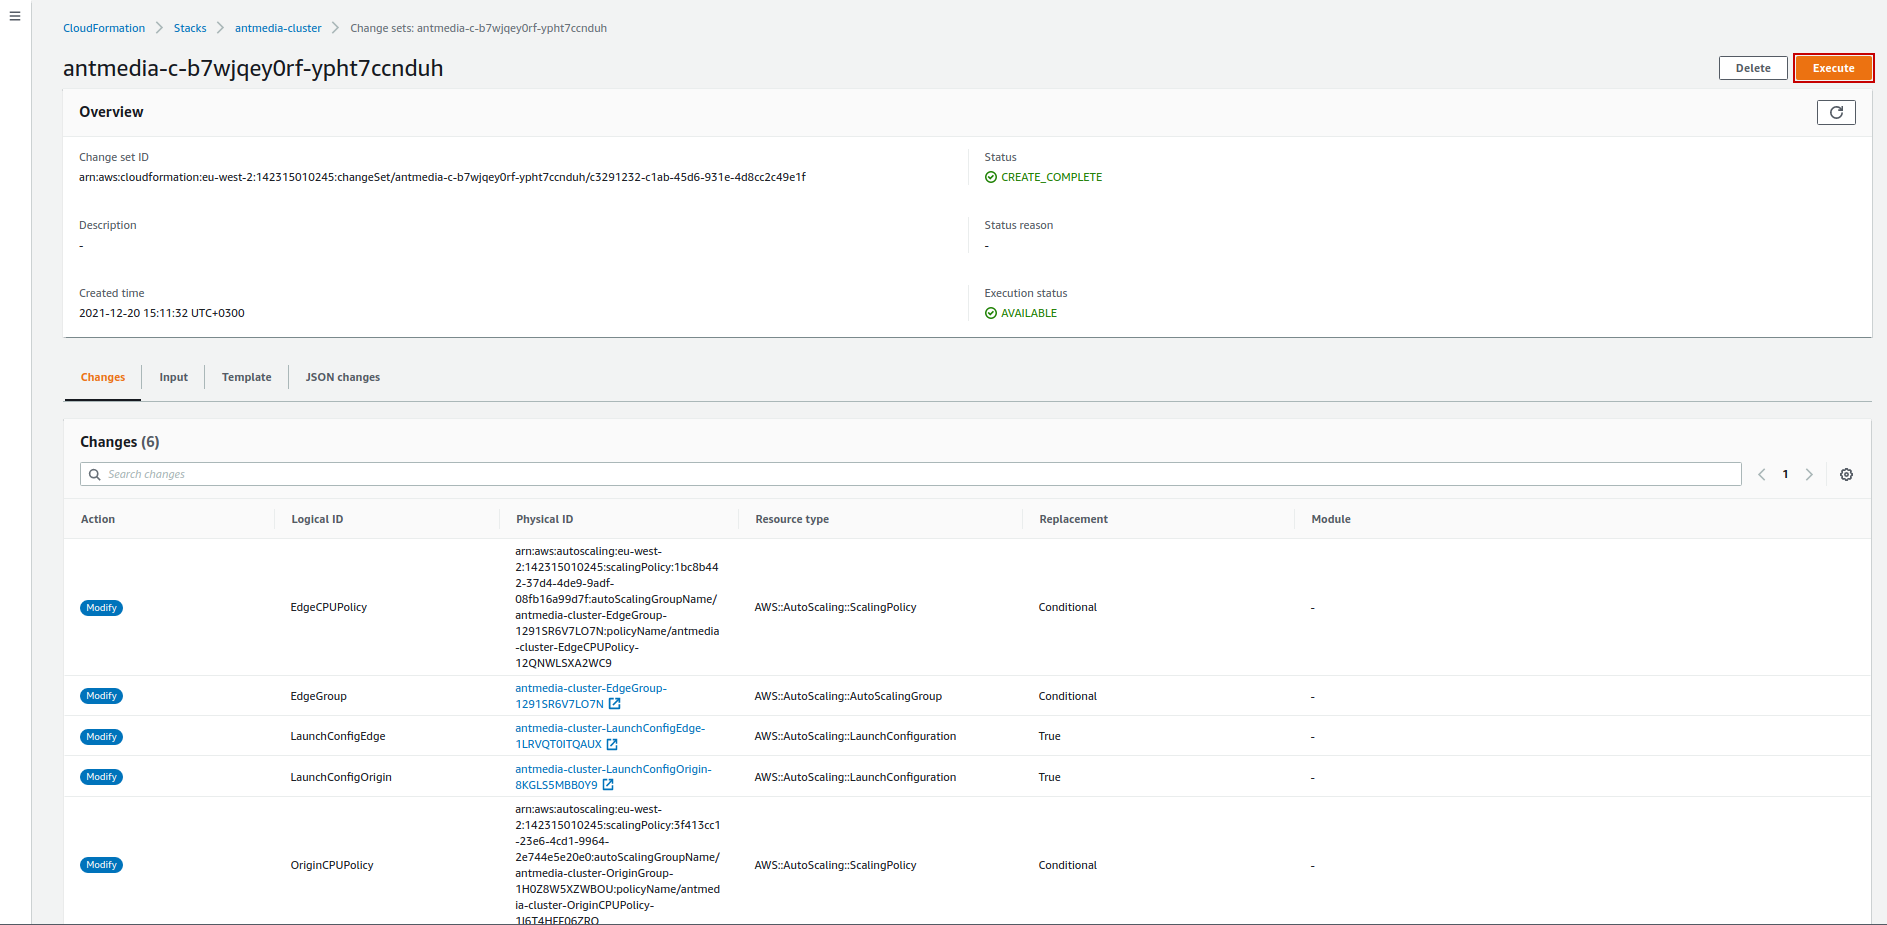 CloudFormation > Stacks > antmedia-cluster > Change sets: antmedia-c-b7wjqey0rf-ypht7ccnduh
antmedia-c-b7wjqey0rf-ypht7ccnduh
Delete
Execute
Overview
Change set ID
arn:aws:cloudformation:eu-west-2:142315010245:changeSet/antmedia-c-b7wjqey0rf-ypht7ccnduh/c3291232-c1ab-45d6-931e-4d8cc2c49e1f
Status
CREATE_COMPLETE
Description
-
Status reason
-
Created time
2021-12-20 15:11:32 UTC+0300
Execution status
AVAILABLE
Changes
Input
Template
JSON changes
Changes (6)
Search changes
1
Action
Logical ID
Physical ID
Resource type
Replacement
Module
Modify
EdgeCPUPolicy
arn:aws:autoscaling:eu-west-
2:142315010245:scalingPolicy:1bc8b44
2-37d4-4de9-9adf-
08fb16a99d7f:autoScalingGroupName/
antmedia-cluster-EdgeGroup-
1291SR6V7LO7N:policyName/antmedia
-cluster-EdgeCPUPolicy-
12QNWLSXA2WC9
AWS::AutoScaling::ScalingPolicy
Conditional
-
Modify
EdgeGroup
antmedia-cluster-EdgeGroup-
1291SR6V7LO7N
AWS::AutoScaling::AutoScalingGroup
Conditional
-
Modify
LaunchConfigEdge
antmedia-cluster-LaunchConfigEdge-
1LRVQT0ITQAUX
AWS::AutoScaling::LaunchConfiguration
True
-
Modify
LaunchConfigOrigin
antmedia-cluster-LaunchConfigOrigin-
8KGLS5MBB0Y9
AWS::AutoScaling::LaunchConfiguration
True
-
Modify
OriginCPUPolicy
arn:aws:autoscaling:eu-west-
2:142315010245:scalingPolicy:3f413cc1
-23e6-4cd1-9964-
2e744e5e20e0:autoScalingGroupName/
antmedia-cluster-OriginGroup-
1H0Z8W5XZWBOU:policyName/antmed
ia-cluster-OriginCPUPolicy-
AWS::AutoScaling::ScalingPolicy
Conditional
-